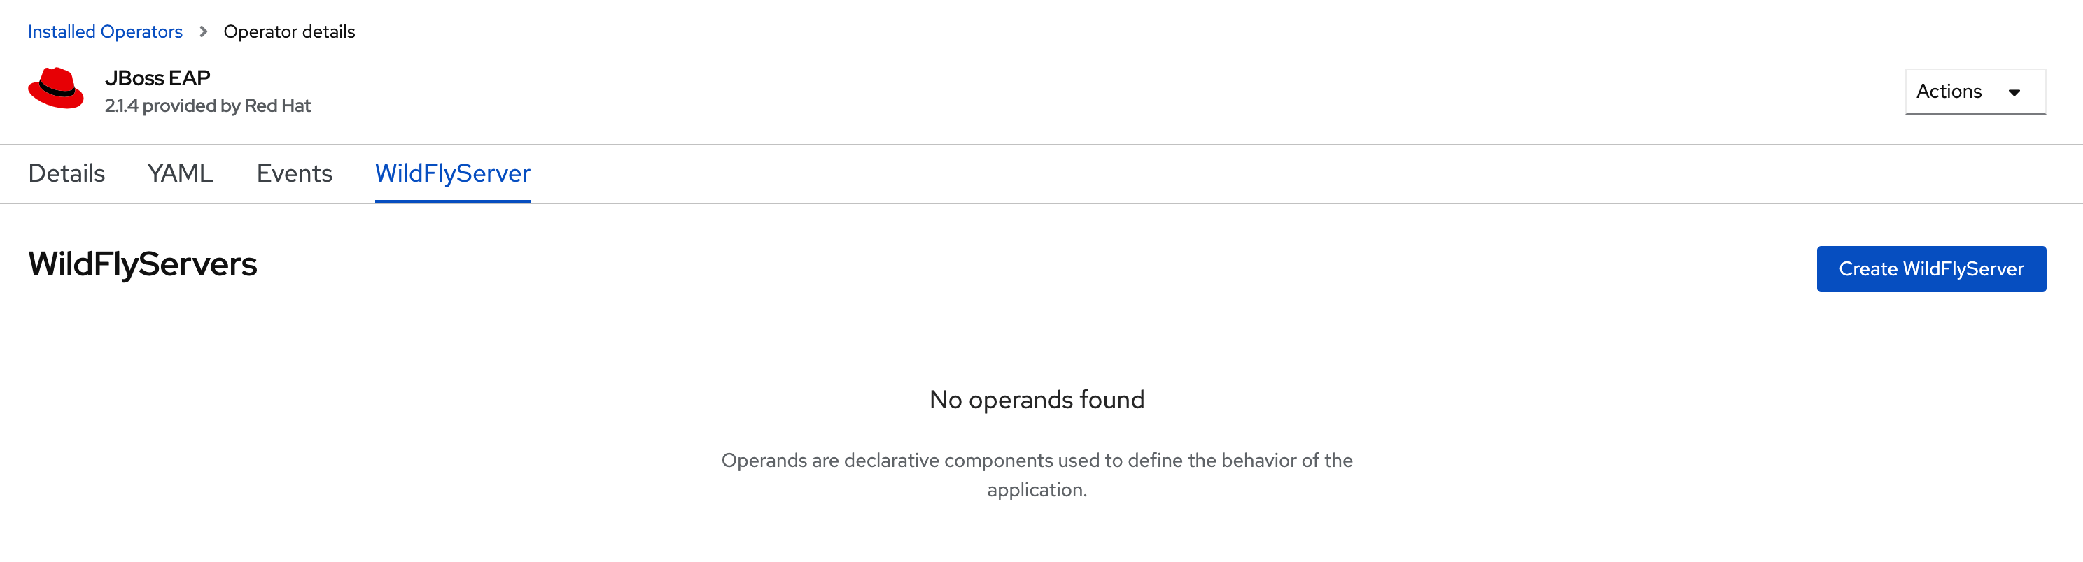 Installed Operators > Operator details
JBoss EAP
2.1.4 provided by Red Hat
Actions
Details YAML Events WildFlyServer
WildFlyServers
Create WildFlyServer
No operands found
Operands are declarative components used to define the behavior of the
application.